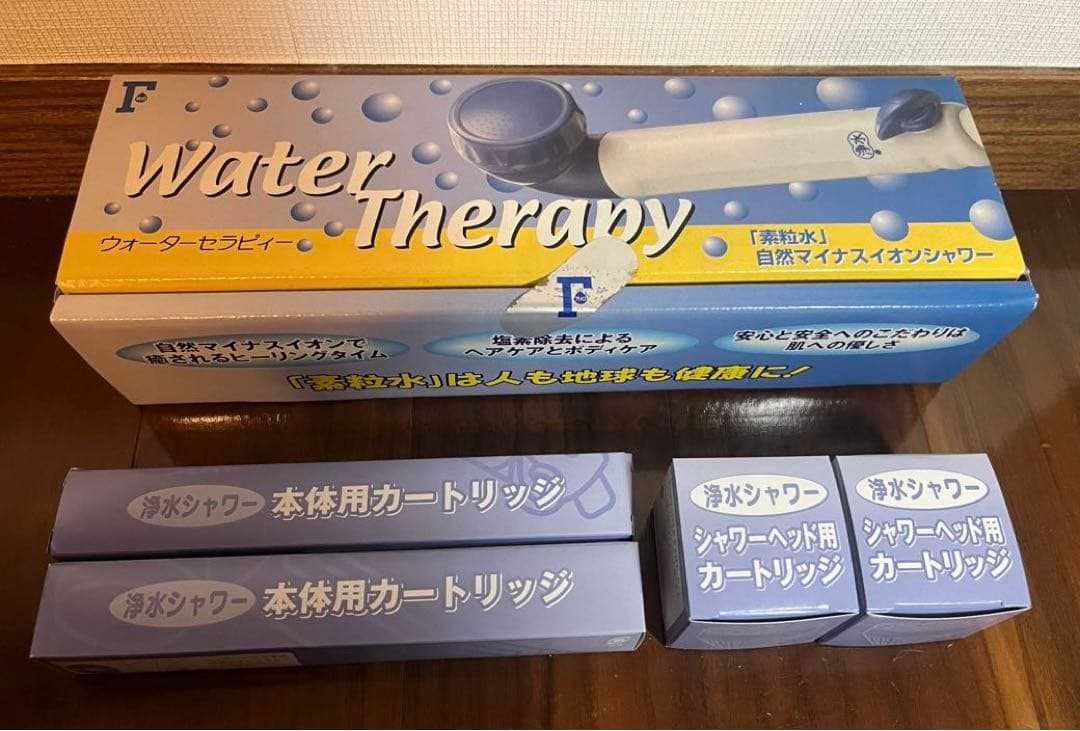 Water
Therapy
ウォーターセラピィー
「素粒水」
自然マイナスイオンシャワー
自然マイナスイオンで
癒されるヒーリングタイム
塩素除去による
ヘアケアとボディケア
安心と安全へのこだわりは
肌への優しさ
「素粒水」は人も地球も健康に!
浄水シャワー 本体用カートリッジ
浄水シャワー 本体用カートリッジ
浄水シャワー
シャワーヘッド用
カートリッジ
浄水シャワー
シャワーヘッド用
カートリッジ